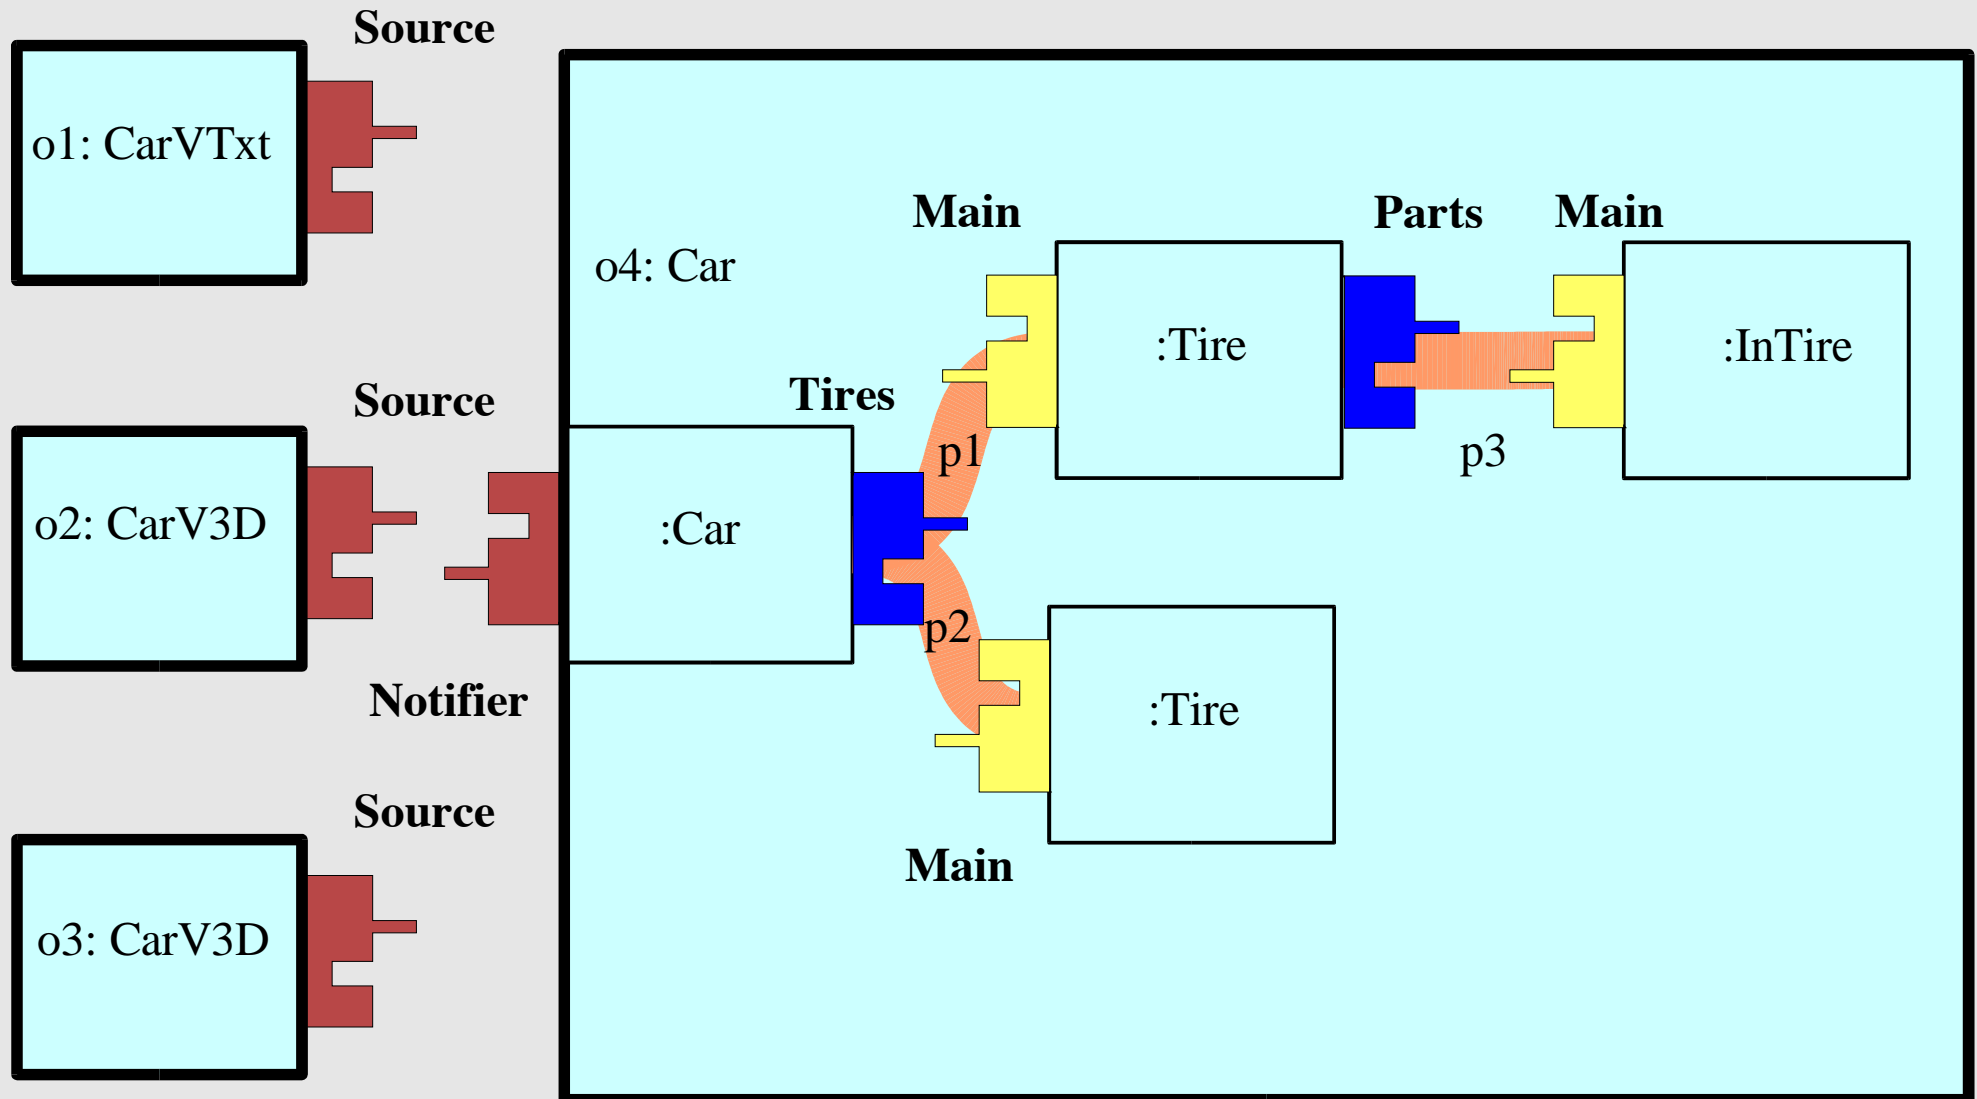 Source
o1: CarVTxt
Main
Parts
Main
o4: Car
:Tire
:InTire
Source
Tires
p1
p3
o2: CarV3D
:Car
p2
Notifier
:Tire
Source
Main
o3: CarV3D